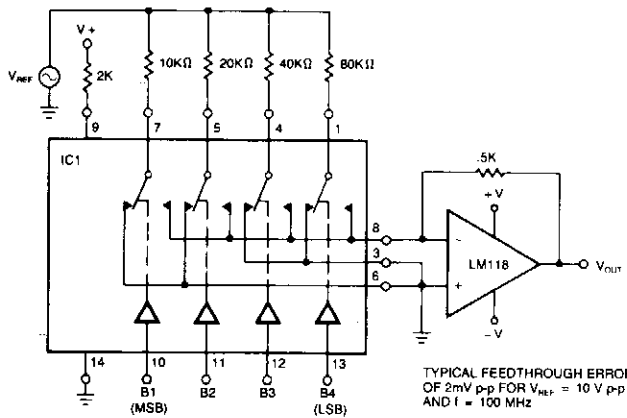 V+
10KΩ
20KΩ
40KΩ
80KΩ
VREF
2K
9
7
5
4
1
IC1
.5K
+V
8
-
3
LM118
VOUT
6
+
-V
14
10
11
12
13
B1
B2
B3
B4
(MSB)
(LSB)
TYPICAL FEEDTHROUGH ERROR
OF 2mV p-p FOR VREF = 10 V p-p
AND f = 100 MHz